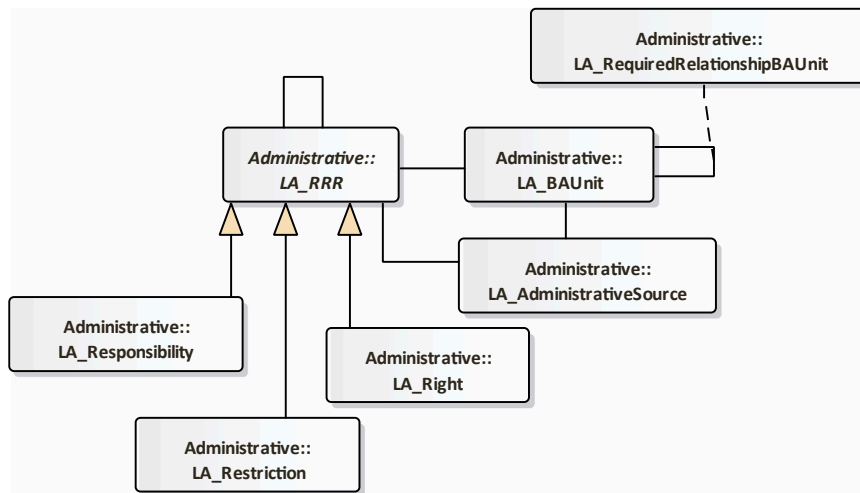 Administrative::
LA_RequiredRelationshipBAUnit
Administrative::
LA_RRR
Administrative::
LA_BAUnit
Administrative::
LA_AdministrativeSource
Administrative::
LA_Responsibility
Administrative::
LA_Right
Administrative::
LA_Restriction